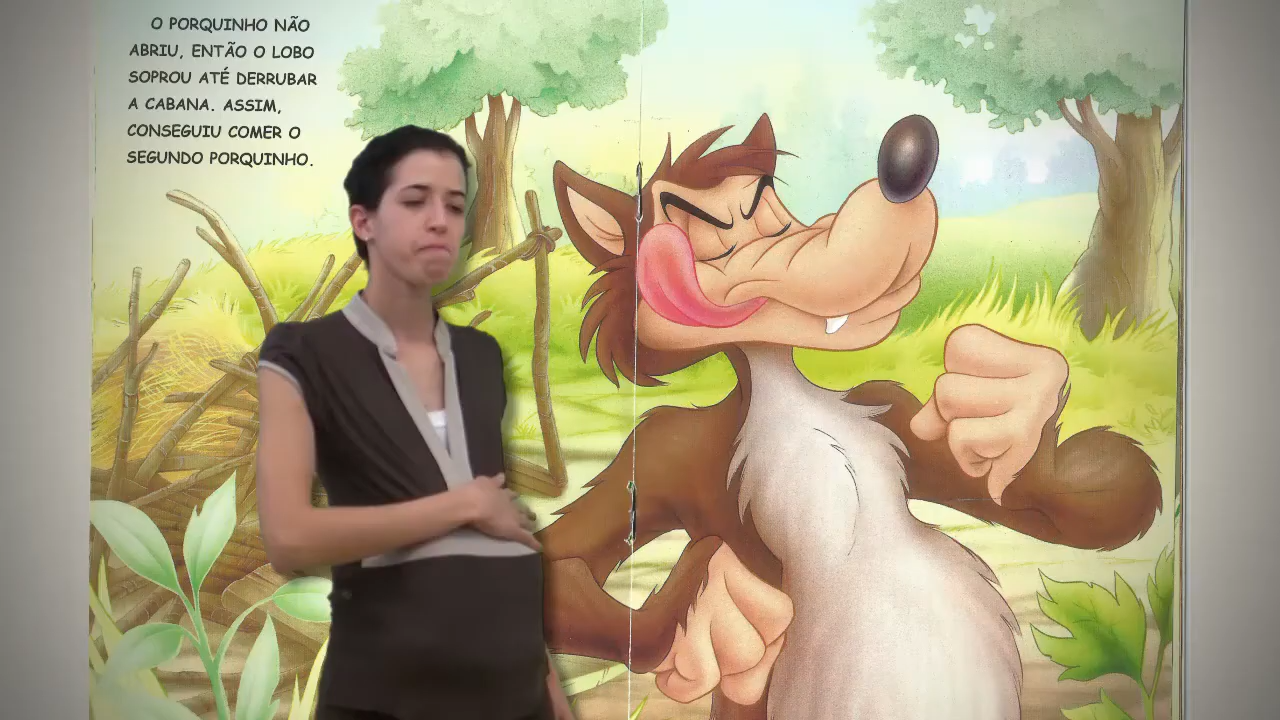 O PORQUINHO NÃO
ABRIU, ENTÃO O LOBO
SOPROU ATÉ DERRUBAR
A CABANA. ASSIM,
CONSEGUIU COMER O
SEGUNDO PORQUINHO.